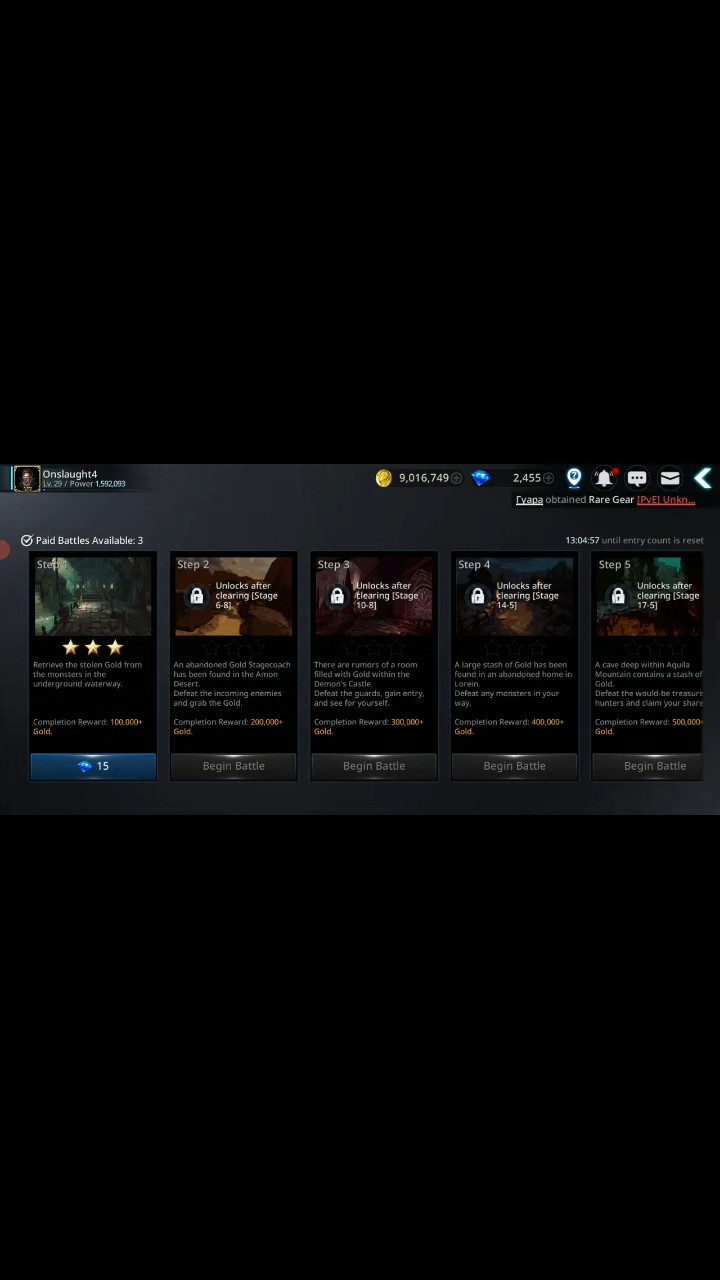 Onslaught4
Lv. 29 / Power 1,592,093
9,016,749
2,455
Гуара obtained Rare Gear [PvE] Unkn...
Paid Battles Available: 3
13:04:57 until entry count is reset
Step 1
Retrieve the stolen Gold from
the monsters in the
underground waterway.
Completion Reward: 100,000+
Gold.
15
Step 2
Unlocks after
clearing [Stage
6-8]
An abandoned Gold Stagecoach
has been found in the Amon
Desert.
Defeat the incoming enemies
and grab the Gold.
Completion Reward: 200,000+
Gold.
Begin Battle
Step 3
Unlocks after
clearing [Stage
10-8]
There are rumors of a room
filled with Gold within the
Demon's Castle.
Defeat the guards, gain entry,
and see for yourself.
Completion Reward: 300,000+
Gold.
Begin Battle
Step 4
Unlocks after
clearing [Stage
14-5]
A large stash of Gold has been
found in an abandoned home in
Lorein.
Defeat any monsters in your
way.
Completion Reward: 400,000+
Gold.
Begin Battle
Step 5
Unlocks after
clearing [Stage
17-5]
A cave deep within Aquila
Mountain contains a stash of
Gold.
Defeat the would-be treasure
hunters and claim your share
Completion Reward: 500,000+
Gold.
Begin Battle